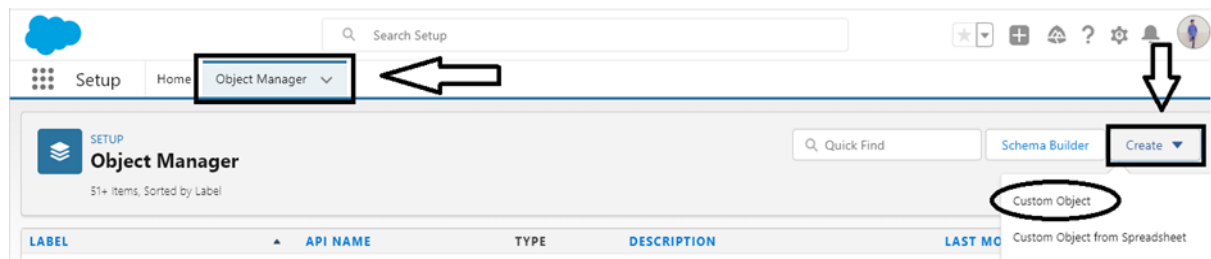 Search Setup
Setup Home Object Manager
SETUP
Object Manager
51+ Items, Sorted by Label
Quick Find
Schema Builder
Create
Custom Object
Custom Object from Spreadsheet
LABEL API NAME TYPE DESCRIPTION LAST MO